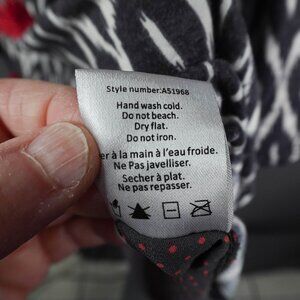 Style number:A51968
Hand wash cold.
Do not beach.
Dry flat.
Do not iron.
er à la main à l'eau froide.
Ne Pas javelliser.
Secher à plat.
Ne pas repasser.